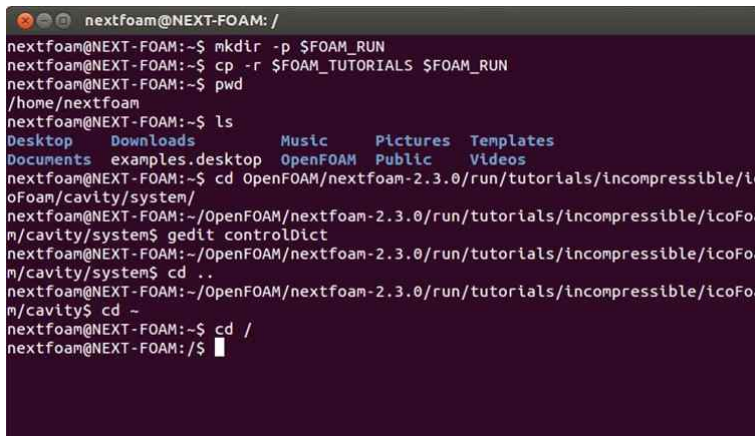 nextfoam@NEXT-FOAM: /
nextfoam@NEXT-FOAM:~$ mkdir -p $FOAM_RUN
nextfoam@NEXT-FOAM:~$ cp -r $FOAM_TUTORIALS $FOAM_RUN
nextfoam@NEXT-FOAM:~$ pwd
/home/nextfoam
nextfoam@NEXT-FOAM:~$ ls
Desktop Downloads Music Pictures Templates
Documents examples.desktop OpenFOAM Public Videos
nextfoam@NEXT-FOAM:~$ cd OpenFOAM/nextfoam-2.3.0/run/tutorials/incompressible/ic
oFoam/cavity/system/
nextfoam@NEXT-FOAM:~/OpenFOAM/nextfoam-2.3.0/run/tutorials/incompressible/icoFoa
m/cavity/system$ gedit controlDict
nextfoam@NEXT-FOAM:~/OpenFOAM/nextfoam-2.3.0/run/tutorials/incompressible/icoFoa
m/cavity/system$ cd ..
nextfoam@NEXT-FOAM:~/OpenFOAM/nextfoam-2.3.0/run/tutorials/incompressible/icoFoa
m/cavity$ cd ~
nextfoam@NEXT-FOAM:~$ cd /
nextfoam@NEXT-FOAM:/$